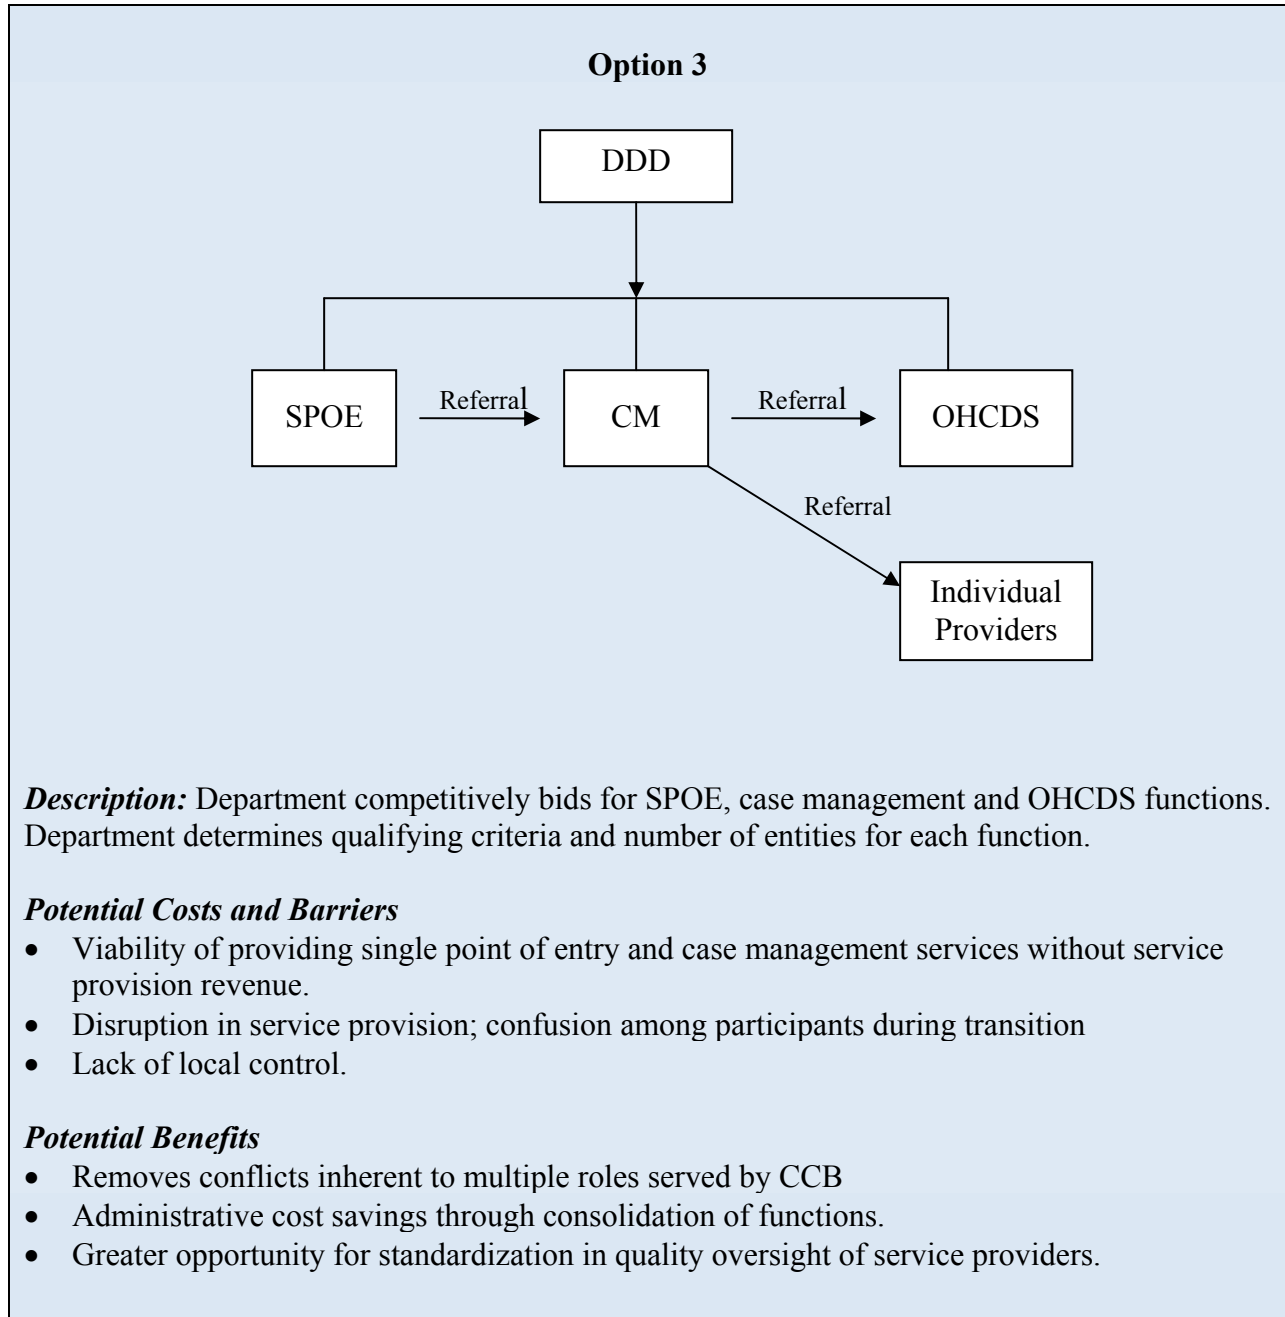 Option 3
DDD
SPOE
Referral
CM
Referral
OHCDS
Referral
Individual
Providers
Description: Department competitively bids for SPOE, case management and OHCDS functions.
Department determines qualifying criteria and number of entities for each function.
Potential Costs and Barriers
• Viability of providing single point of entry and case management services without service
provision revenue.
• Disruption in service provision; confusion among participants during transition
• Lack of local control.
Potential Benefits
• Removes conflicts inherent to multiple roles served by CCB
• Administrative cost savings through consolidation of functions.
• Greater opportunity for standardization in quality oversight of service providers.